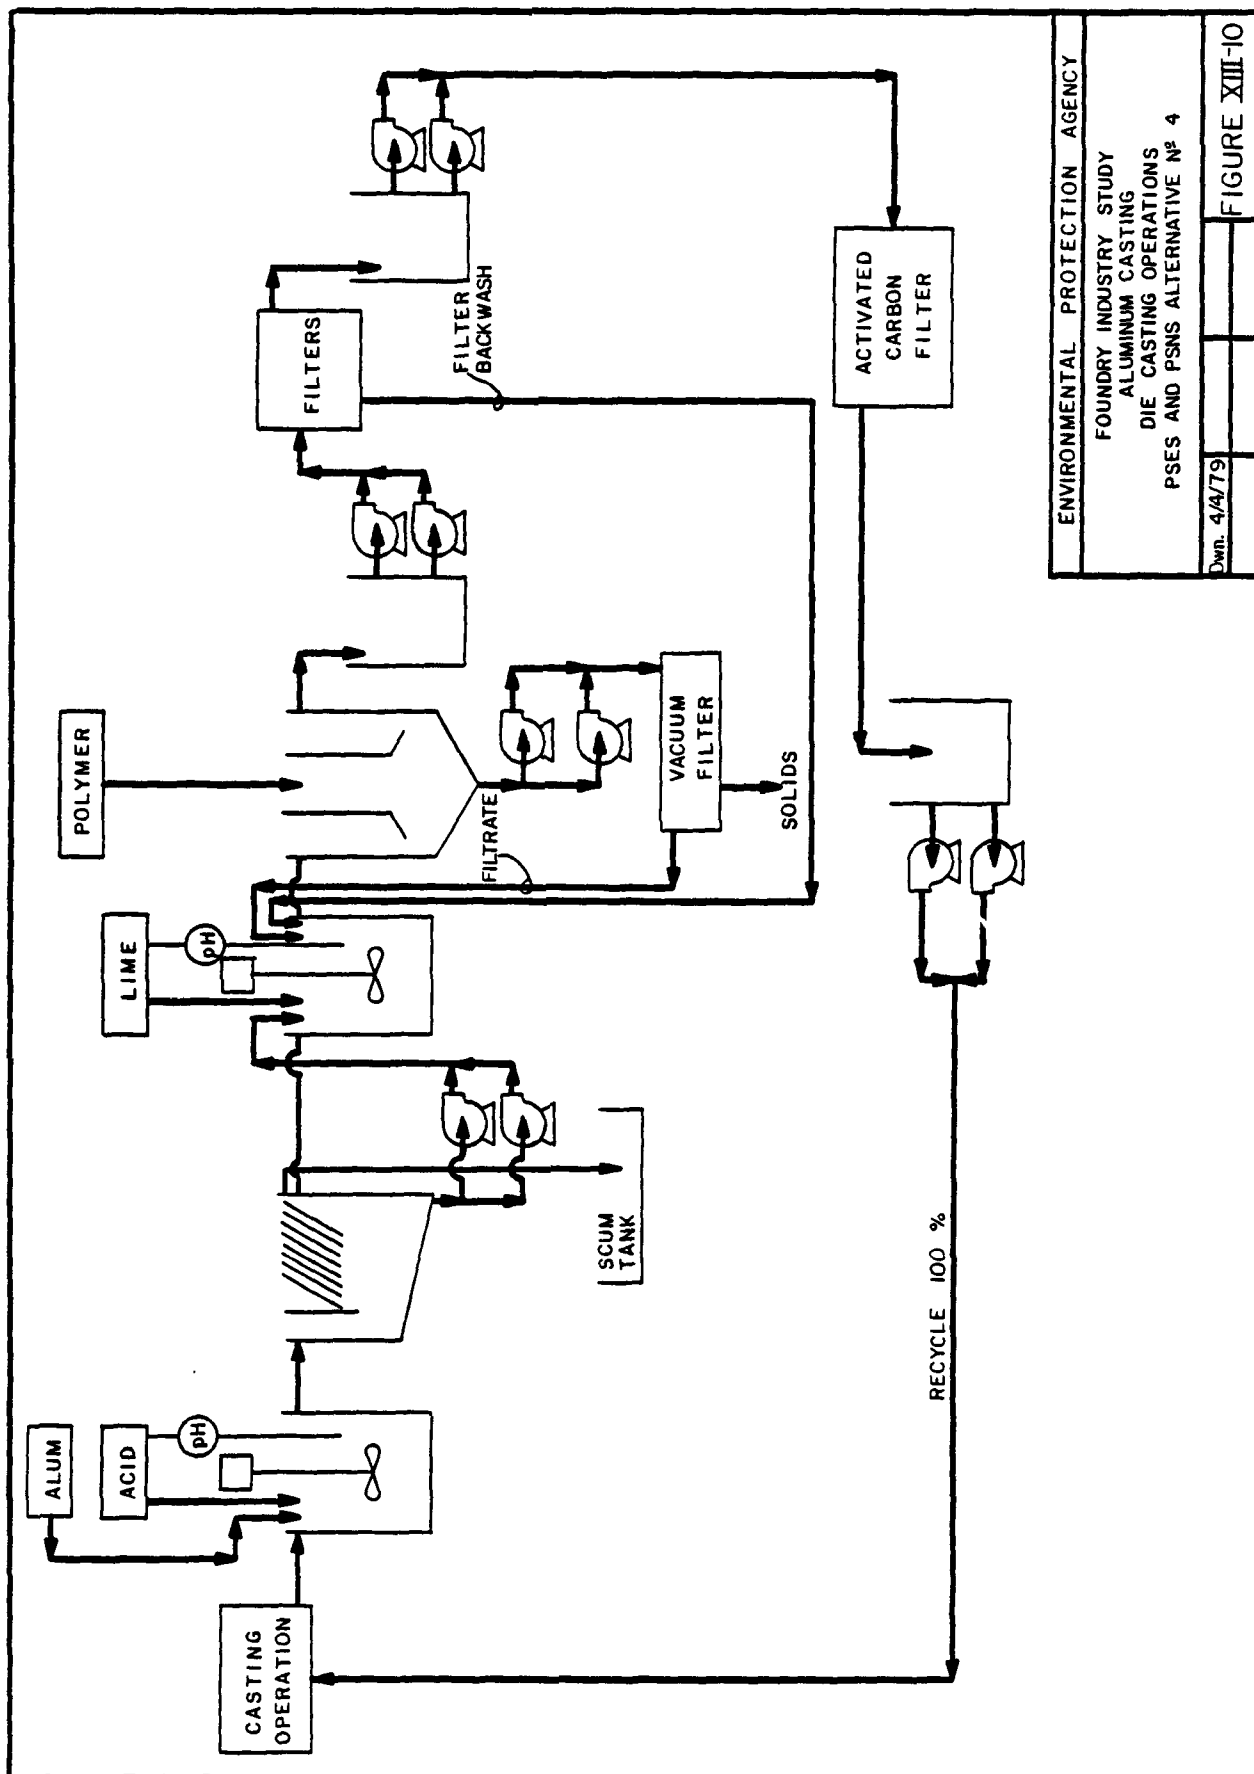 ALUM
ACID
pH
CASTING
OPERATION
SCUM
TANK
LIME
pH
POLYMER
FILTRATE
VACUUM
FILTER
SOLIDS
FILTERS
FILTER
BACKWASH
ACTIVATED
CARBON
FILTER
RECYCLE 100 %
ENVIRONMENTAL PROTECTION AGENCY
FOUNDRY INDUSTRY STUDY
ALUMINUM CASTING
DIE CASTING OPERATIONS
PSES AND PSNS ALTERNATIVE Nº 4
Dwn. 4/4/79
FIGURE XIII-10